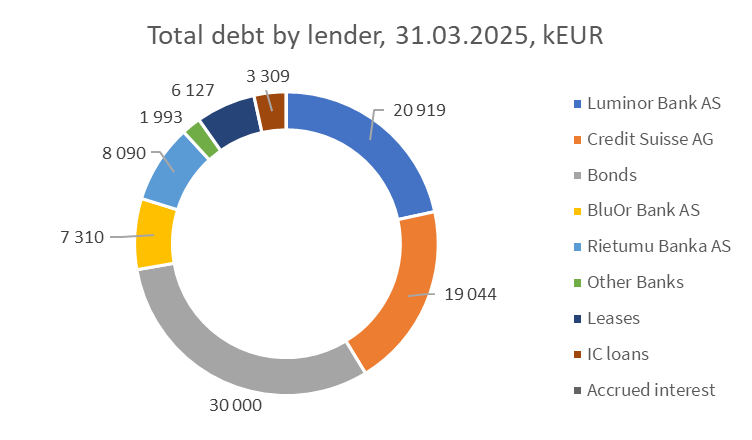 Total debt by lender, 31.03.2025, kEUR
3 309
6 127
1 993
8 090
7 310
30 000
20 919
19 044
Luminor Bank AS
Credit Suisse AG
Bonds
BluOr Bank AS
Rietumu Banka AS
Other Banks
Leases
IC loans
Accrued interest